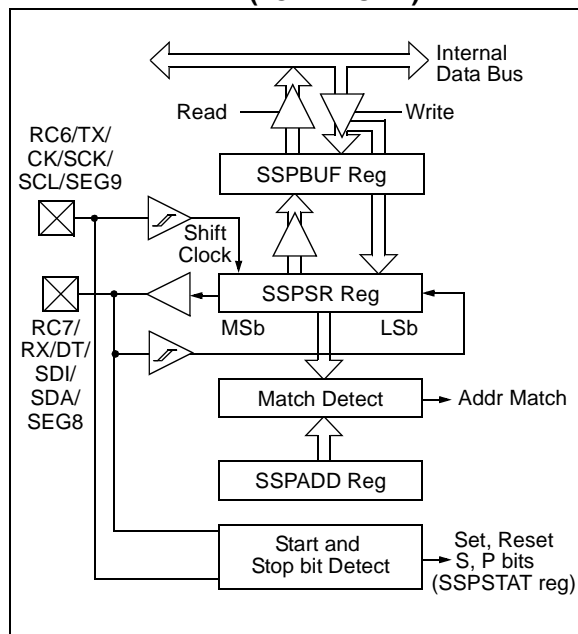 Internal
Data Bus
Read
Write
RC6/TX/
CK/SCK/
SCL/SEG9
SSPBUF Reg
Shift
Clock
SSPSR Reg
MSb
LSb
RC7/
RX/DT/
SDI/
SDA/
SEG8
Match Detect
Addr Match
SSPADD Reg
Start and
Stop bit Detect
Set, Reset
S, P bits
(SSPSTAT reg)